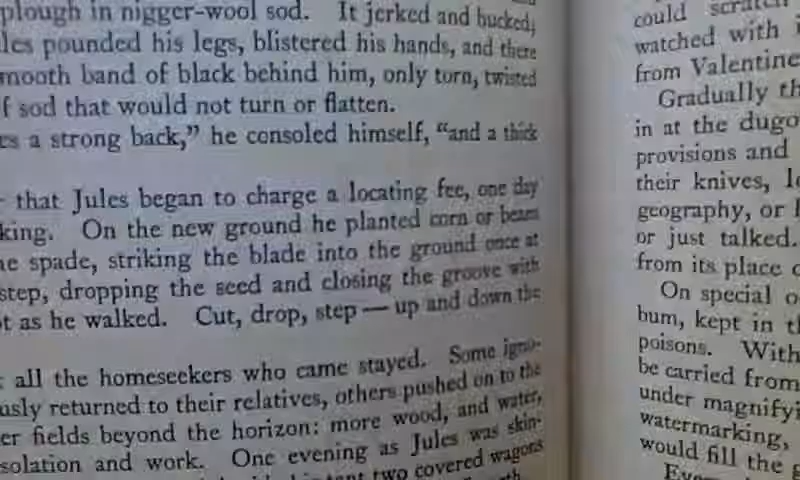 plough in nigger-wool sod. It jerked and bucked;
les pounded his legs, blistered his hands, and there
mooth band of black behind him, only turn, twisted
f sod that would not turn or flatten.
es a strong back,” he consoled himself, “and a thick
that Jules began to charge a locating fee, one day
king. On the new ground he planted corn or beans
he spade, striking the blade into the ground once at
step, dropping the seed and closing the groove with
ot as he walked. Cut, drop, step — up and down the
all the homeseekers who came stayed. Some igno-
usly returned to their relatives, others pushed on to the
er fields beyond the horizon: more wood, and water,
solation and work. One evening as Jules was skin-
two covered wagons
could scratch
watched with
from Valentine
Gradually th
in at the dugo
provisions and
their knives, l
geography, or
or just talked.
from its place
On special o
bum, kept in th
poisons. With
be carried from
under magnifyi
watermarking,
would fill the g